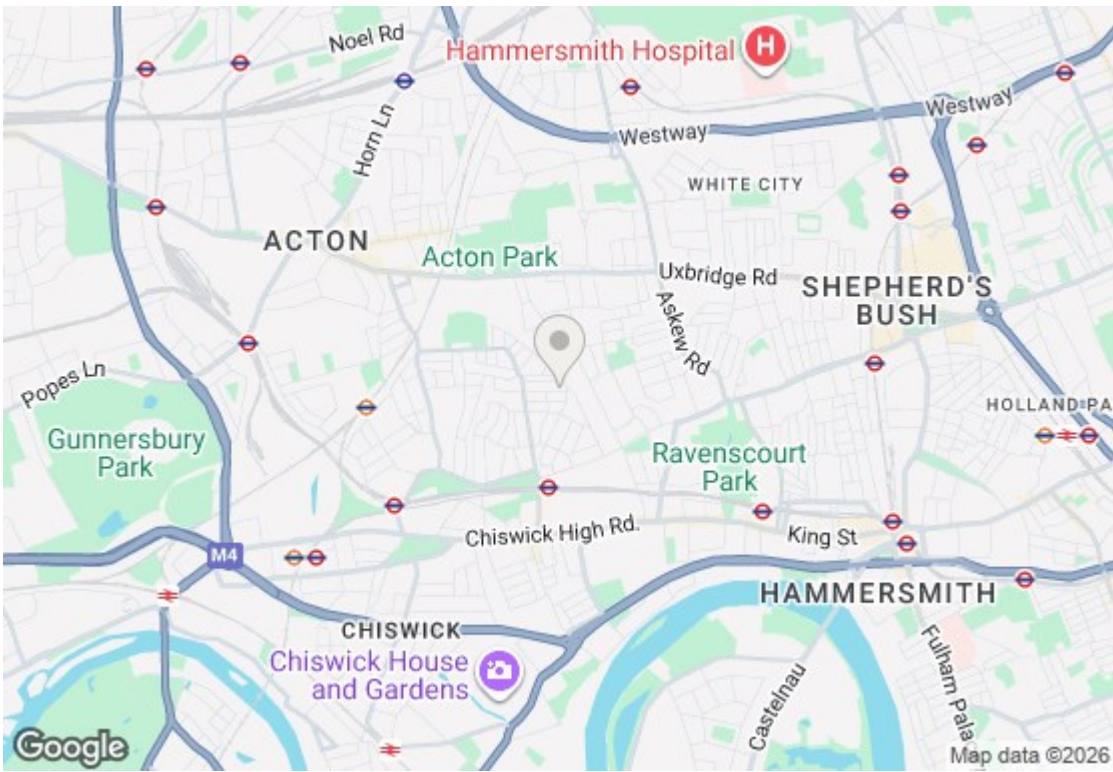 Noel Rd
Hammersmith Hospital
H
Horn Ln
Westway
Westway
WHITE CITY
ACTON
Acton Park
Uxbridge Rd
SHEPHERD'S
BUSH
Askew Rd
Popes Ln
HOLLAND PA
Gunnersbury
Park
Ravenscourt
Park
Chiswick High Rd.
King St
M4
HAMMERSMITH
CHISWICK
Chiswick House
and Gardens
Castelnau
Fulham Pala
Google
Map data ©2026